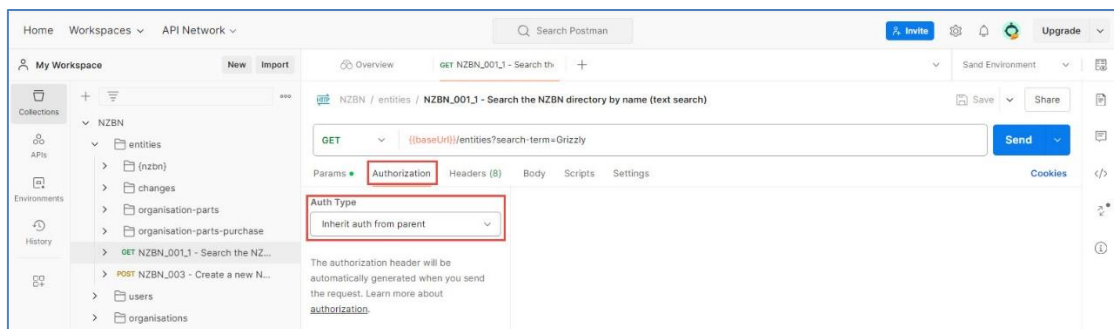 Home Workspaces API Network Search Postman Invite Upgrade
My Workspace New Import Overview GET NZBN_001_1 - Search th Sand Environment
Collections
APIs
Environments
History
NZBN
entities
{nzbn}
changes
organisation-parts
organisation-parts-purchase
GET NZBN_001_1 - Search the NZ...
POST NZBN_003 - Create a new N...
users
organisations
HTTP NZBN / entities / NZBN_001_1 - Search the NZBN directory by name (text search) Save Share
GET {{baseUrl}}/entities?search-term=Grizzly Send
Params Authorization Headers (8) Body Scripts Settings Cookies
Auth Type
Inherit auth from parent
The authorization header will be
automatically generated when you send
the request. Learn more about
authorization.